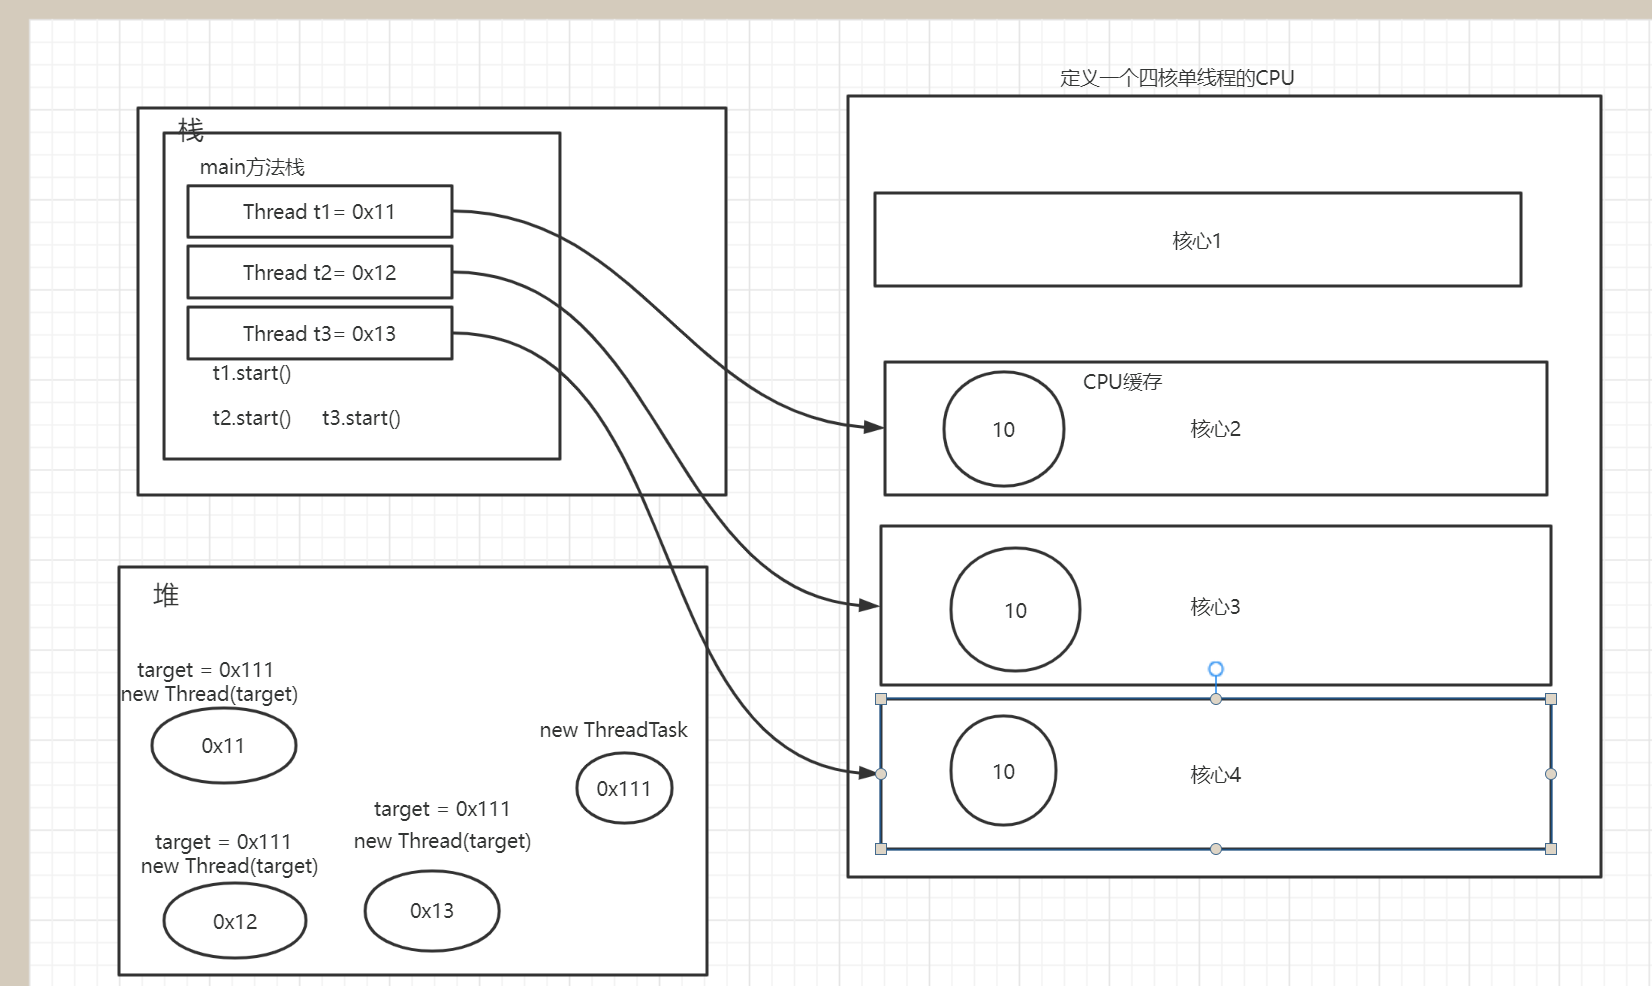 定义一个四核单线程的CPU
栈
main方法栈
Thread t1= 0x11
Thread t2= 0x12
Thread t3= 0x13
t1.start()
t2.start()
t3.start()
核心1
CPU缓存
10
核心2
10
核心3
10
核心4
堆
target = 0x111
new Thread(target)
0x11
new ThreadTask
0x111
target = 0x111
new Thread(target)
0x13
target = 0x111
new Thread(target)
0x12